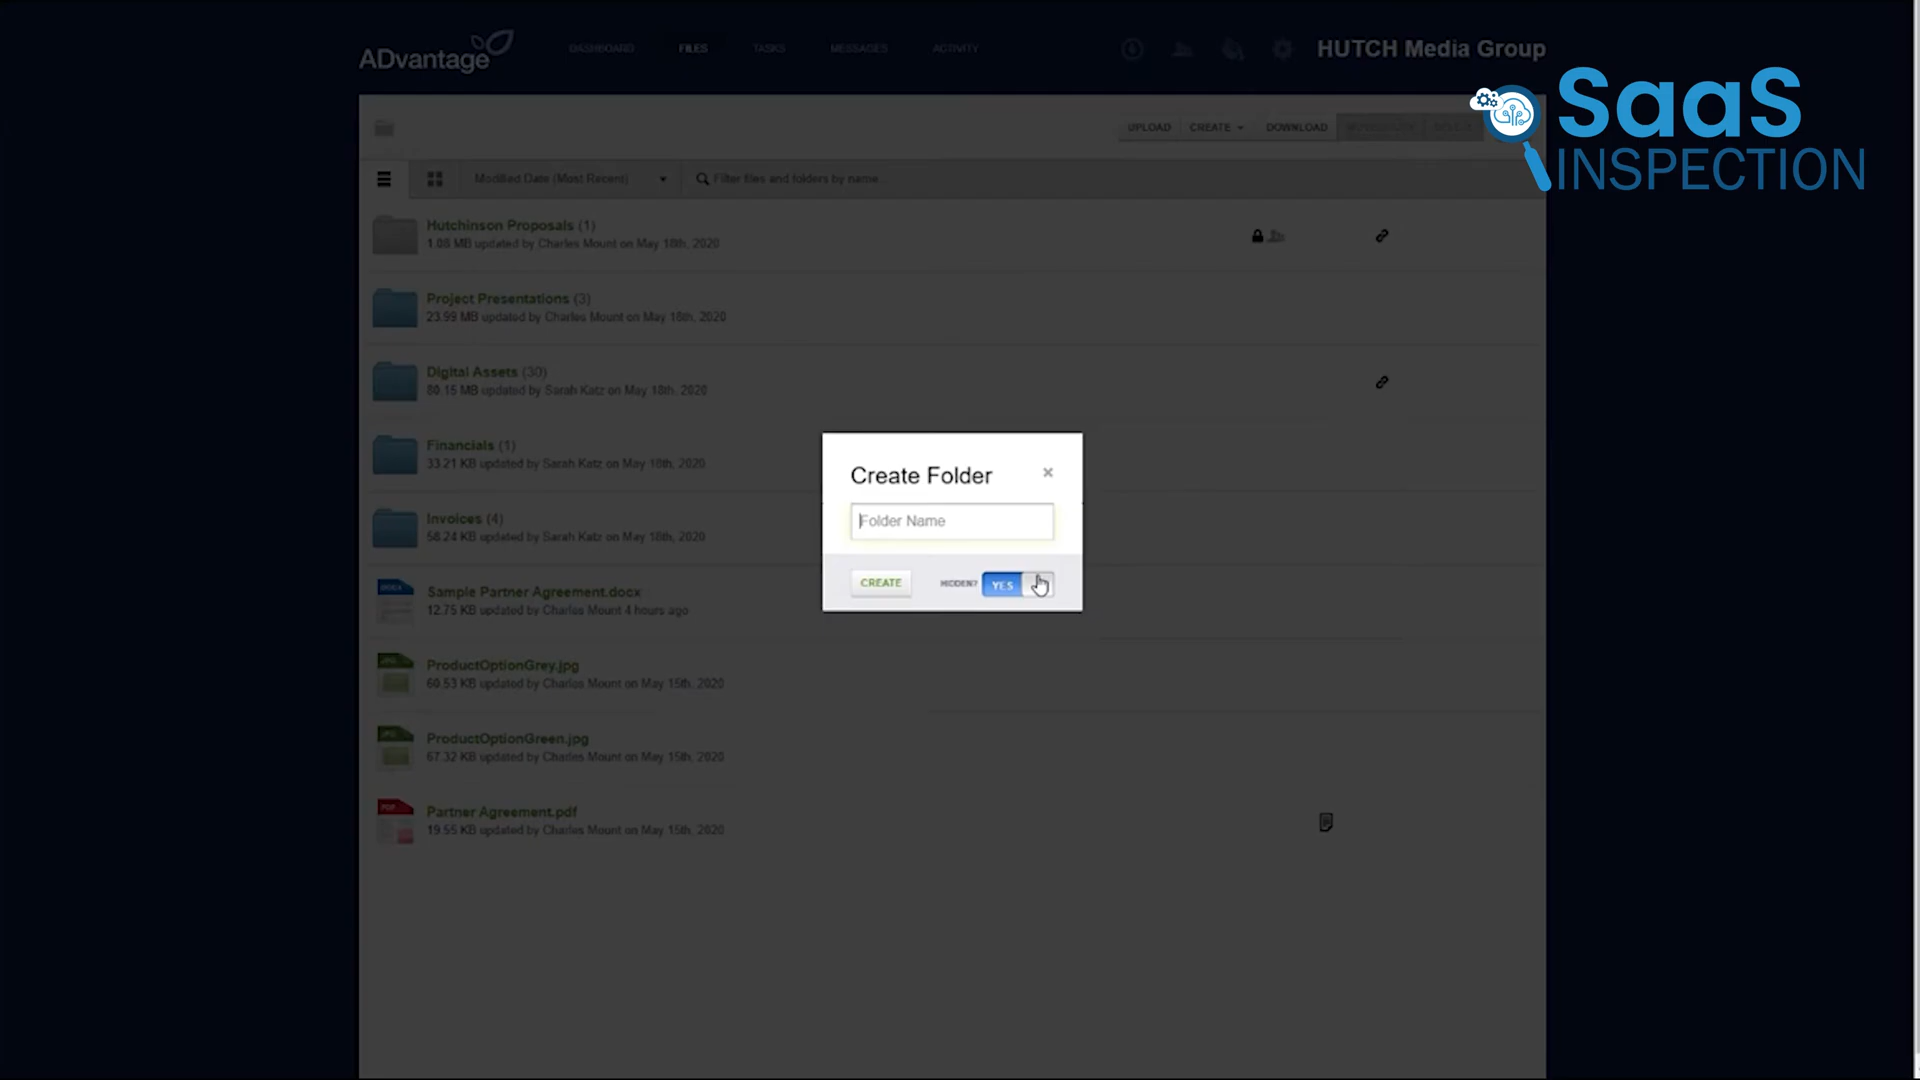 ADvantage
DASHBOARD FILES TASKS MESSAGES ACTIVITY
HUTCH Media Group
SaaS
INSPECTION
UPLOAD CREATE DOWNLOAD
Modified Date (Most Recent) Filter files and folders by name...
Hutchinson Proposals (1)
1.08 MB updated by Charles Mount on May 18th, 2020
Project Presentations (3)
23.99 MB updated by Charles Mount on May 18th, 2020
Digital Assets (30)
80.15 MB updated by Sarah Katz on May 18th, 2020
Financials (1)
33.21 KB updated by Sarah Katz on May 18th, 2020
Invoices (4)
58.24 KB updated by Sarah Katz on May 18th, 2020
DOCX
Sample Partner Agreement.docx
12.75 KB updated by Charles Mount 4 hours ago
JPG
ProductOptionGrey.jpg
60.53 KB updated by Charles Mount on May 15th, 2020
JPG
ProductOptionGreen.jpg
67.32 KB updated by Charles Mount on May 15th, 2020
PDF
Partner Agreement.pdf
19.55 KB updated by Charles Mount on May 15th, 2020
Create Folder ×
Folder Name
CREATE HIDDEN? YES